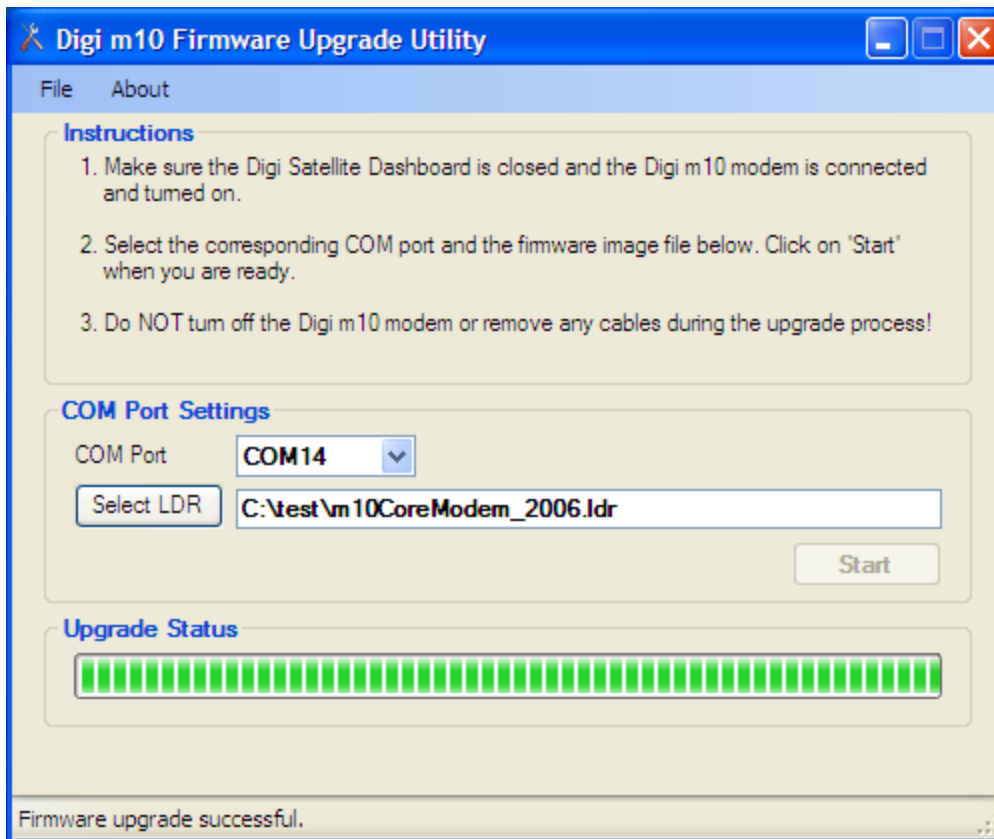 Digi m10 Firmware Upgrade Utility
File About
Instructions
1. Make sure the Digi Satellite Dashboard is closed and the Digi m10 modem is connected
and turned on.
2. Select the corresponding COM port and the firmware image file below. Click on 'Start'
when you are ready.
3. Do NOT turn off the Digi m10 modem or remove any cables during the upgrade process!
COM Port Settings
COM Port COM14
Select LDR C:\test\m10CoreModem_2006.ldr
Start
Upgrade Status
Firmware upgrade successful.